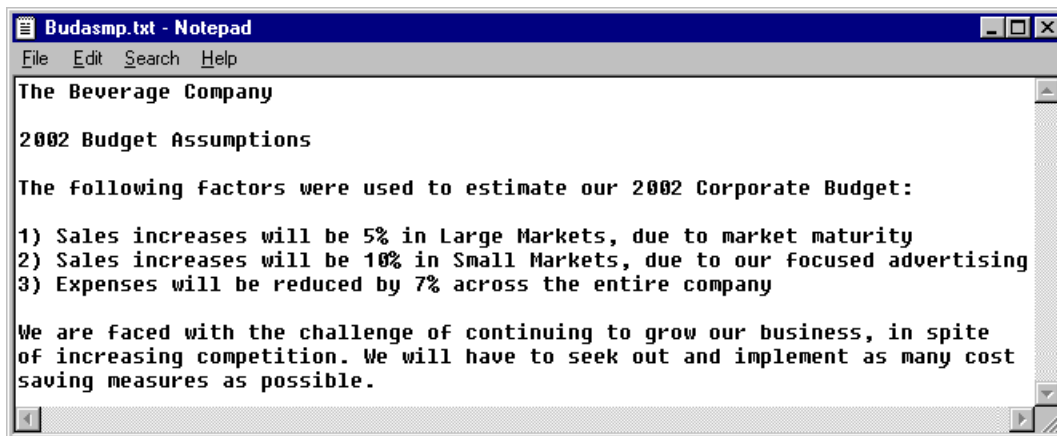 Budasmp.txt - Notepad
File Edit Search Help
The Beverage Company
2002 Budget Assumptions
The following factors were used to estimate our 2002 Corporate Budget:
1) Sales increases will be 5% in Large Markets, due to market maturity
2) Sales increases will be 10% in Small Markets, due to our focused advertising
3) Expenses will be reduced by 7% across the entire company
We are faced with the challenge of continuing to grow our business, in spite
of increasing competition. We will have to seek out and implement as many cost
saving measures as possible.